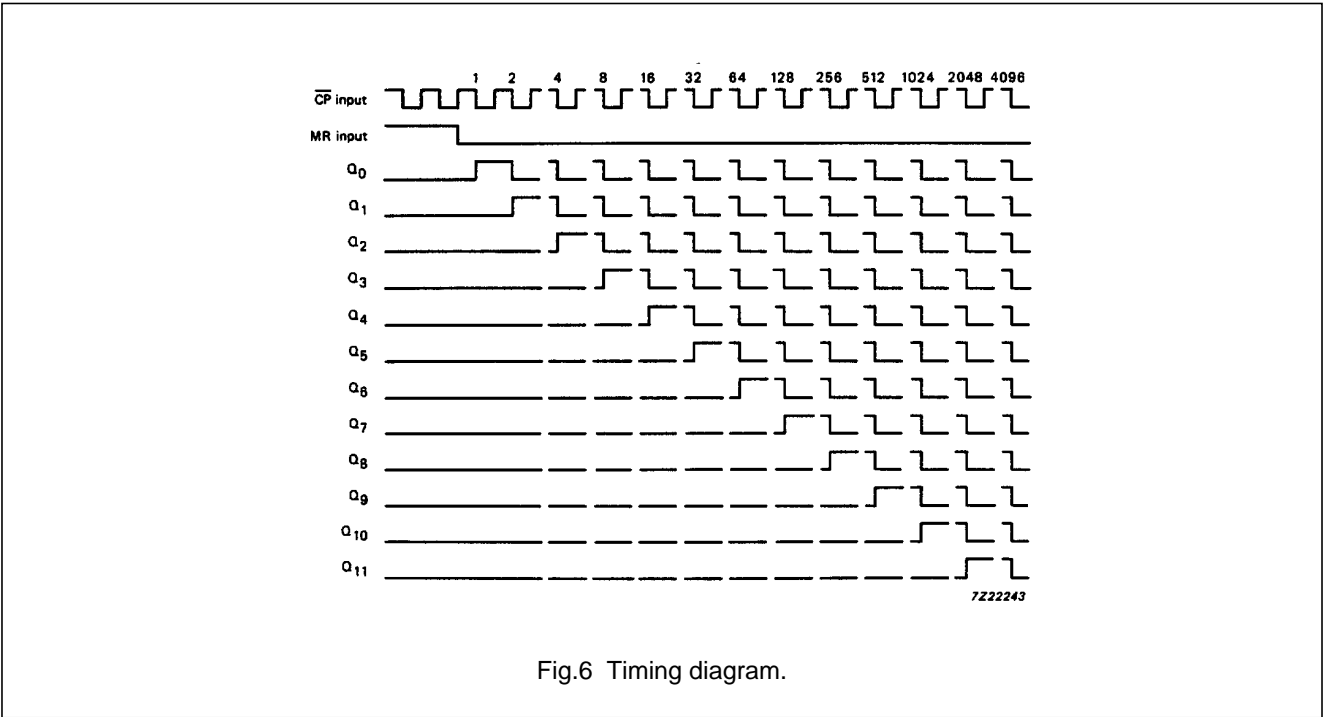 1 2 4 8 16 32 64 128 256 512 1024 2048 4096
C̅P̅ input
MR input
Q0
Q1
Q2
Q3
Q4
Q5
Q6
Q7
Q8
Q9
Q10
Q11
7Z22243
Fig.6 Timing diagram.